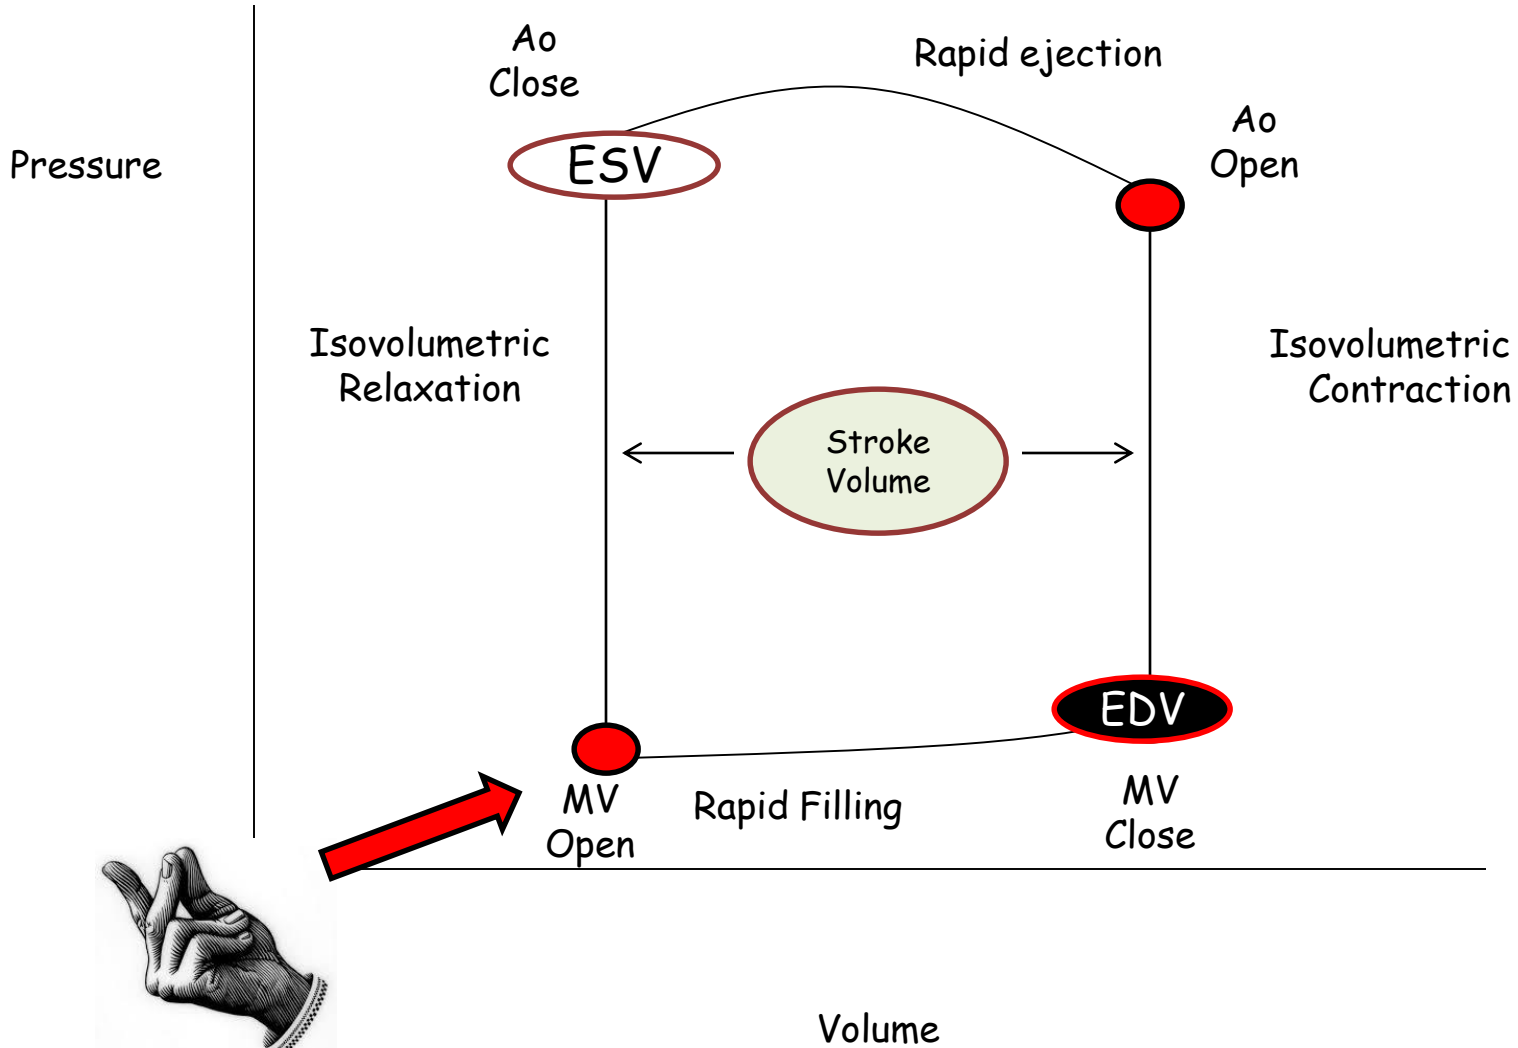 Ao
Close
Rapid ejection
Ao
Open
Pressure
ESV
Isovolumetric
Relaxation
Isovolumetric
Contraction
Stroke
Volume
EDV
MV
Open
Rapid Filling
MV
Close
Volume